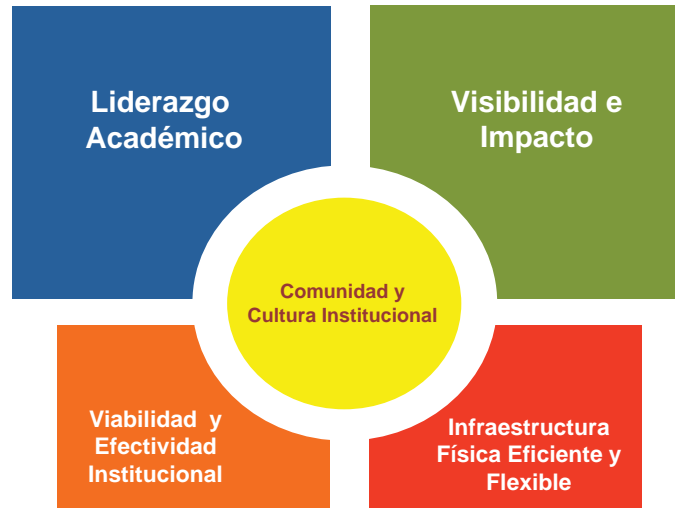 Liderazgo
Académico
Visibilidad e
Impacto
Comunidad y
Cultura Institucional
Viabilidad y
Efectividad
Institucional
Infraestructura
Física Eficiente y
Flexible